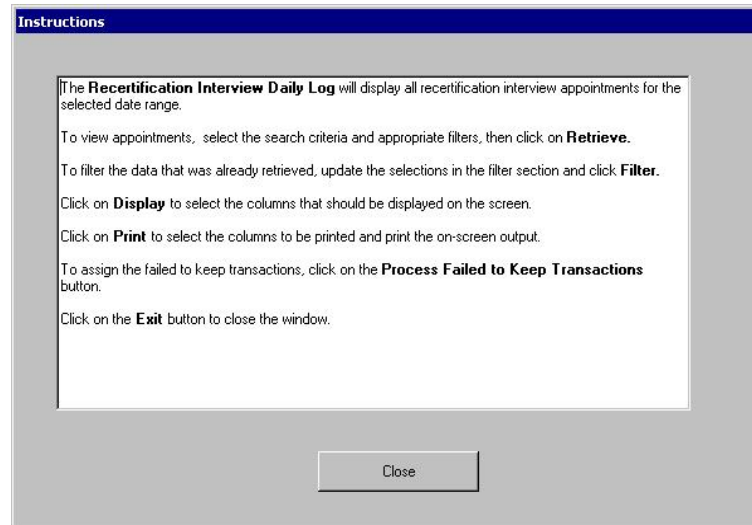 Instructions
The Recertification Interview Daily Log will display all recertification interview appointments for the
selected date range.
To view appointments,  select the search criteria and appropriate filters, then click on Retrieve.
To filter the data that was already retrieved, update the selections in the filter section and click Filter.
Click on Display to select the columns that should be displayed on the screen.
Click on Print to select the columns to be printed and print the on-screen output.
To assign the failed to keep transactions, click on the Process Failed to Keep Transactions
button.
Click on the Exit button to close the window.
Close